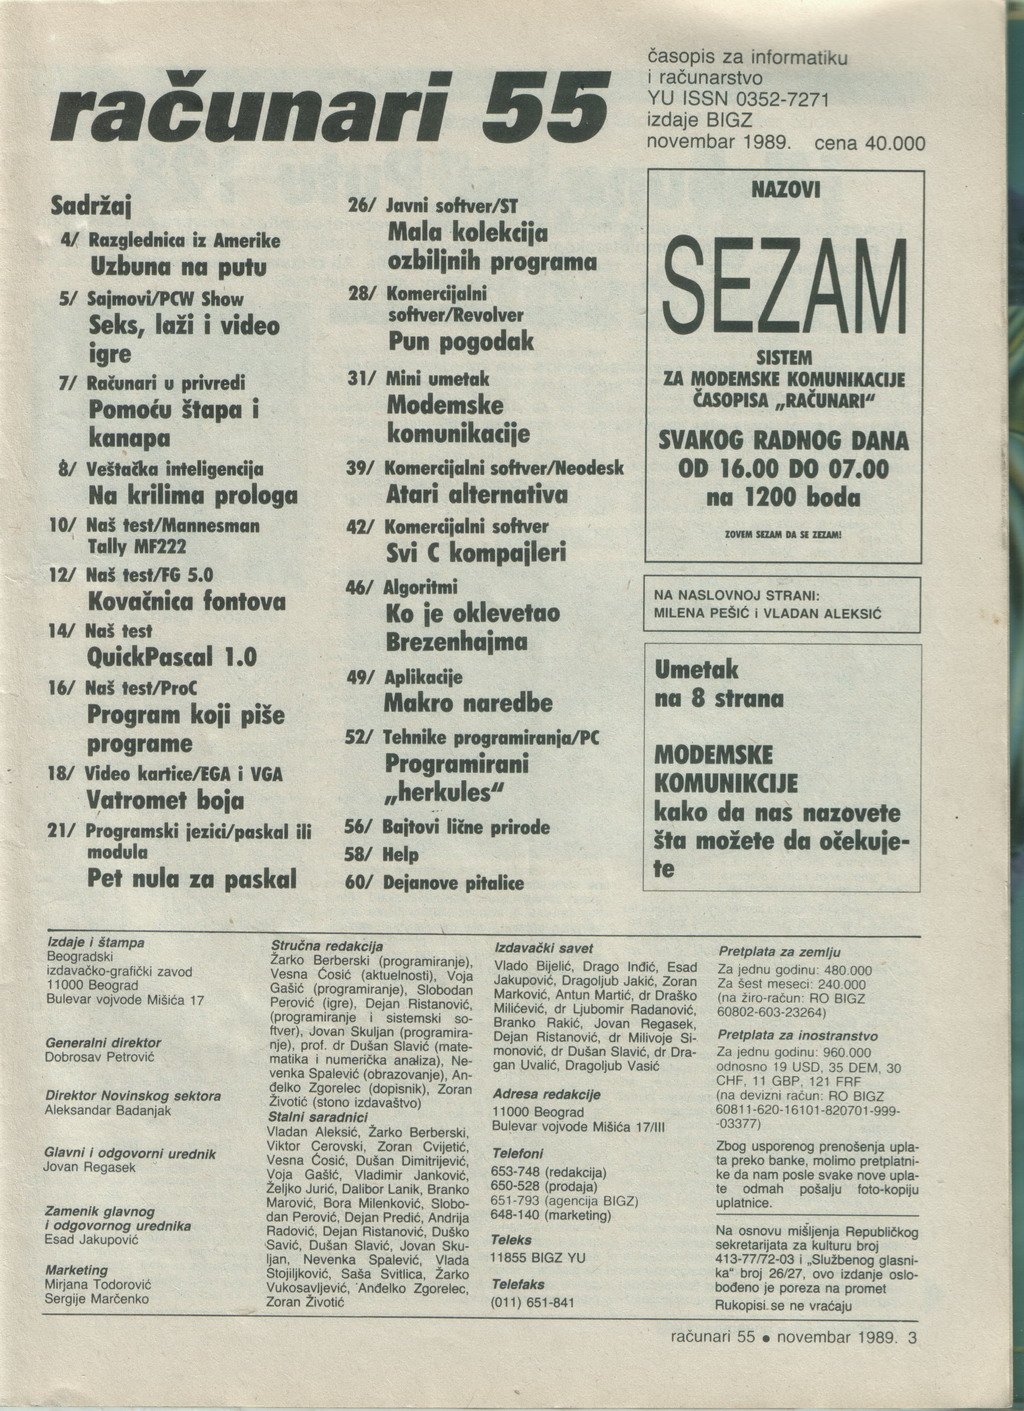 računari 55
časopis za informatiku
i računarstvo
YU ISSN 0352-7271
izdaje BIGZ
novembar 1989. cena 40.000
Sadržaj
4/ Razglednica iz Amerike
Uzbuna na putu
5/ Sajmovi/PCW Show
Seks, laži i video
igre
7/ Računari u privredi
Pomoću štapa i
kanapa
8/ Veštačka inteligencija
Na krilima prologa
10/ Naš test/Mannesman
Tally MF222
12/ Naš test/FG 5.0
Kovačnica fontova
14/ Naš test
QuickPascal 1.0
16/ Naš test/ProC
Program koji piše
programe
18/ Video kartice/EGA i VGA
Vatromet boja
21/ Programski jezici/paskal ili
modula
Pet nula za paskal
26/ Javni softver/ST
Mala kolekcija
ozbiljnih programa
28/ Komercijalni
softver/Revolver
Pun pogodak
31/ Mini umetak
Modemske
komunikacije
39/ Komercijalni softver/Neodesk
Atari alternativa
42/ Komercijalni softver
Svi C kompajleri
46/ Algoritmi
Ko je oklevetao
Brezenhajma
49/ Aplikacije
Makro naredbe
52/ Tehnike programiranja/PC
Programirani
„herkules"
56/ Bajtovi lične prirode
58/ Help
60/ Dejanove pitalice
NAZOVI
SEZAM
SISTEM
ZA MODEMSKE KOMUNIKACIJE
ČASOPISA „RAČUNARI"
SVAKOG RADNOG DANA
OD 16.00 DO 07.00
na 1200 boda
ZOVEM SEZAM DA SE ZEZAM!
NA NASLOVNOJ STRANI:
MILENA PEŠIĆ i VLADAN ALEKSIĆ
Umetak
na 8 strana
MODEMSKE
KOMUNIKCIJE
kako da nas nazovete
šta možete da očekuje-
te
Izdaje i štampa
Beogradski
izdavačko-grafički zavod
11000 Beograd
Bulevar vojvode Mišića 17
Generalni direktor
Dobrosav Petrović
Direktor Novinskog sektora
Aleksandar Badanjak
Glavni i odgovorni urednik
Jovan Regasek
Zamenik glavnog
i odgovornog urednika
Esad Jakupović
Marketing
Mirjana Todorović
Sergije Marčenko
Stručna redakcija
Žarko Berberski (programiranje),
Vesna Ćosić (aktuelnosti), Voja
Gašić (programiranje), Slobodan
Perović (igre), Dejan Ristanović,
(programiranje i sistemski so-
ftver), Jovan Skuljan (programira-
nje), prof. dr Dušan Slavić (mate-
matika i numerička analiza), Ne-
venka Spalević (obrazovanje), An-
đelko Zgorelec (dopisnik), Zoran
Životić (stono izdavaštvo)
Stalni saradnici
Vladan Aleksić, Žarko Berberski,
Viktor Cerovski, Zoran Cvijetić,
Vesna Ćosić, Dušan Dimitrijević,
Voja Gašić, Vladimir Janković,
Željko Jurić, Dalibor Lanik, Branko
Marović, Bora Milenković, Slobo-
dan Perović, Dejan Predić, Andrija
Radović, Dejan Ristanović, Duško
Savić, Dušan Slavić, Jovan Sku-
ljan, Nevenka Spalević, Vlada
Stojiljković, Saša Svitlica, Žarko
Vukosavljević, Anđelko Zgorelec,
Zoran Životić
Izdavački savet
Vlado Bijelić, Drago Inđić, Esad
Jakupović, Dragoljub Jakić, Zoran
Marković, Antun Martić, dr Draško
Milićević, dr Ljubomir Radanović,
Branko Rakić, Jovan Regasek,
Dejan Ristanović, dr Milivoje Si-
monović, dr Dušan Slavić, dr Dra-
gan Uvalić, Dragoljub Vasić
Adresa redakcije
11000 Beograd
Bulevar vojvode Mišića 17/III
Telefoni
653-748 (redakcija)
650-528 (prodaja)
651-793 (agencija BIGZ)
648-140 (marketing)
Teleks
11855 BIGZ YU
Telefaks
(011) 651-841
Pretplata za zemlju
Za jednu godinu: 480.000
Za šest meseci: 240.000
(na žiro-račun: RO BIGZ
60802-603-23264)
Pretplata za inostranstvo
Za jednu godinu: 960.000
odnosno 19 USD, 35 DEM, 30
CHF, 11 GBP, 121 FRF
(na devizni račun: RO BIGZ
60811-620-16101-820701-999-
-03377)
Zbog usporenog prenošenja upla-
ta preko banke, molimo pretplatni-
ke da nam posle svake nove upla-
te odmah pošalju foto-kopiju
uplatnice.
Na osnovu mišljenja Republičkog
sekretarijata za kulturu broj
413-77/72-03 i „Službenog glasni-
ka" broj 26/27, ovo izdanje oslo-
bođeno je poreza na promet
Rukopisi se ne vraćaju
računari 55 • novembar 1989. 3